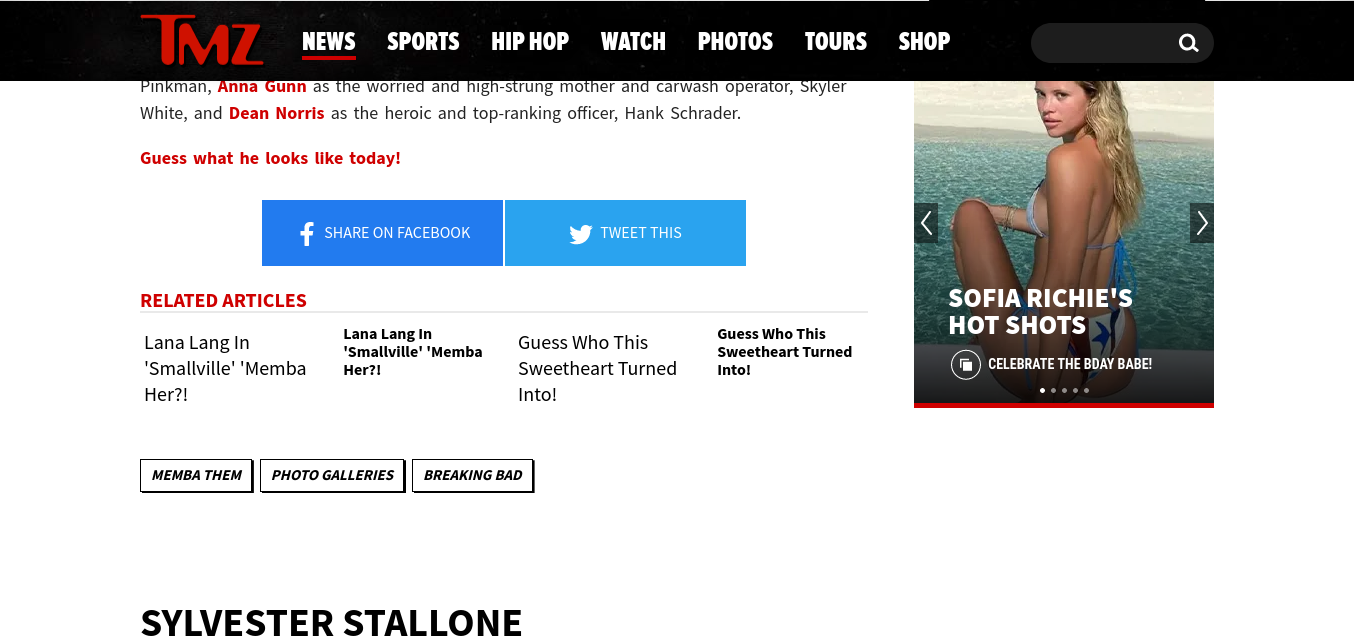 TMZ
NEWS SPORTS HIP HOP WATCH PHOTOS TOURS SHOP
Pinkman, Anna Gunn as the worried and high-strung mother and carwash operator, Skyler
White, and Dean Norris as the heroic and top-ranking officer, Hank Schrader.
Guess what he looks like today!
SHARE ON FACEBOOK
TWEET THIS
RELATED ARTICLES
Lana Lang In
'Smallville' 'Memba
Her?!
Lana Lang In
'Smallville' 'Memba
Her?!
Guess Who This
Sweetheart Turned
Into!
Guess Who This
Sweetheart Turned
Into!
MEMBA THEM
PHOTO GALLERIES
BREAKING BAD
SOFIA RICHIE'S
HOT SHOTS
CELEBRATE THE BDAY BABE!
SYLVESTER STALLONE